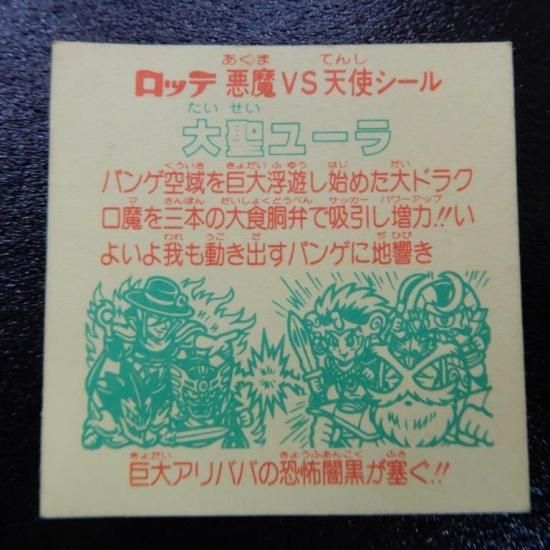 ロッテ 悪魔VS天使シール
大聖ユーラ
パンゲ空域を巨大浮遊し始めた大ドラク
口魔を三本の大食胴弁で吸引し増力!!い
よいよ我も動き出すパンゲに地響き
巨大アリババの恐怖闇黒が塞ぐ!!